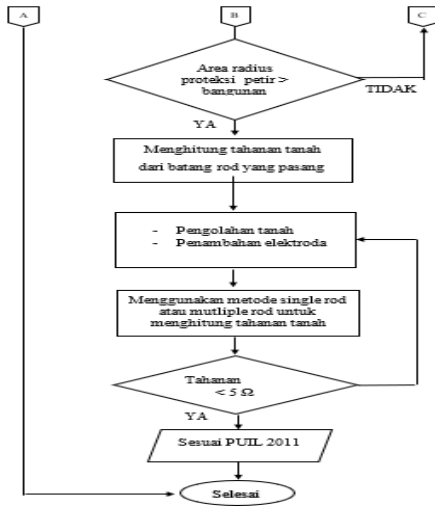 A
B
C
Area radius
proteksi petir >
bangunan
TIDAK
YA
Menghitung tahanan tanah
dari batang rod yang pasang
- Pengolahan tanah
- Penambahan elektroda
Menggunakan metode single rod
atau mutliple rod untuk
menghitung tahanan tanah
Tahanan
< 5 Ω
YA
Sesuai PUIL 2011
Selesai